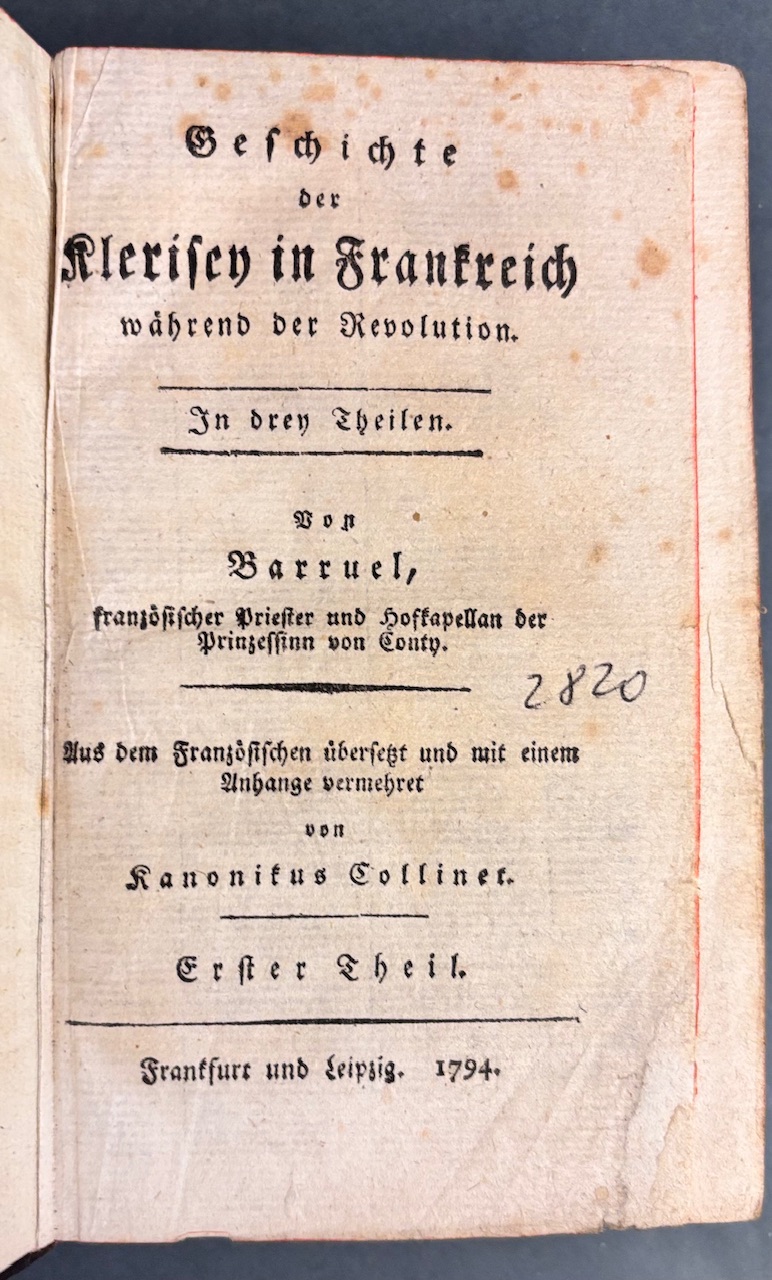 Geschichte
der
Klerisey in Frankreich
während der Revolution.
In drey Theilen.
Von
Barruel,
französischer Priester und Hofkapellan der
Prinzessinn von Conty.
2820
Aus dem Französischen übersetzt und mit einem
Anhange vermehret
von
Kanonikus Collinet.
Erster Theil.
Frankfurt und Leipzig. 1794.